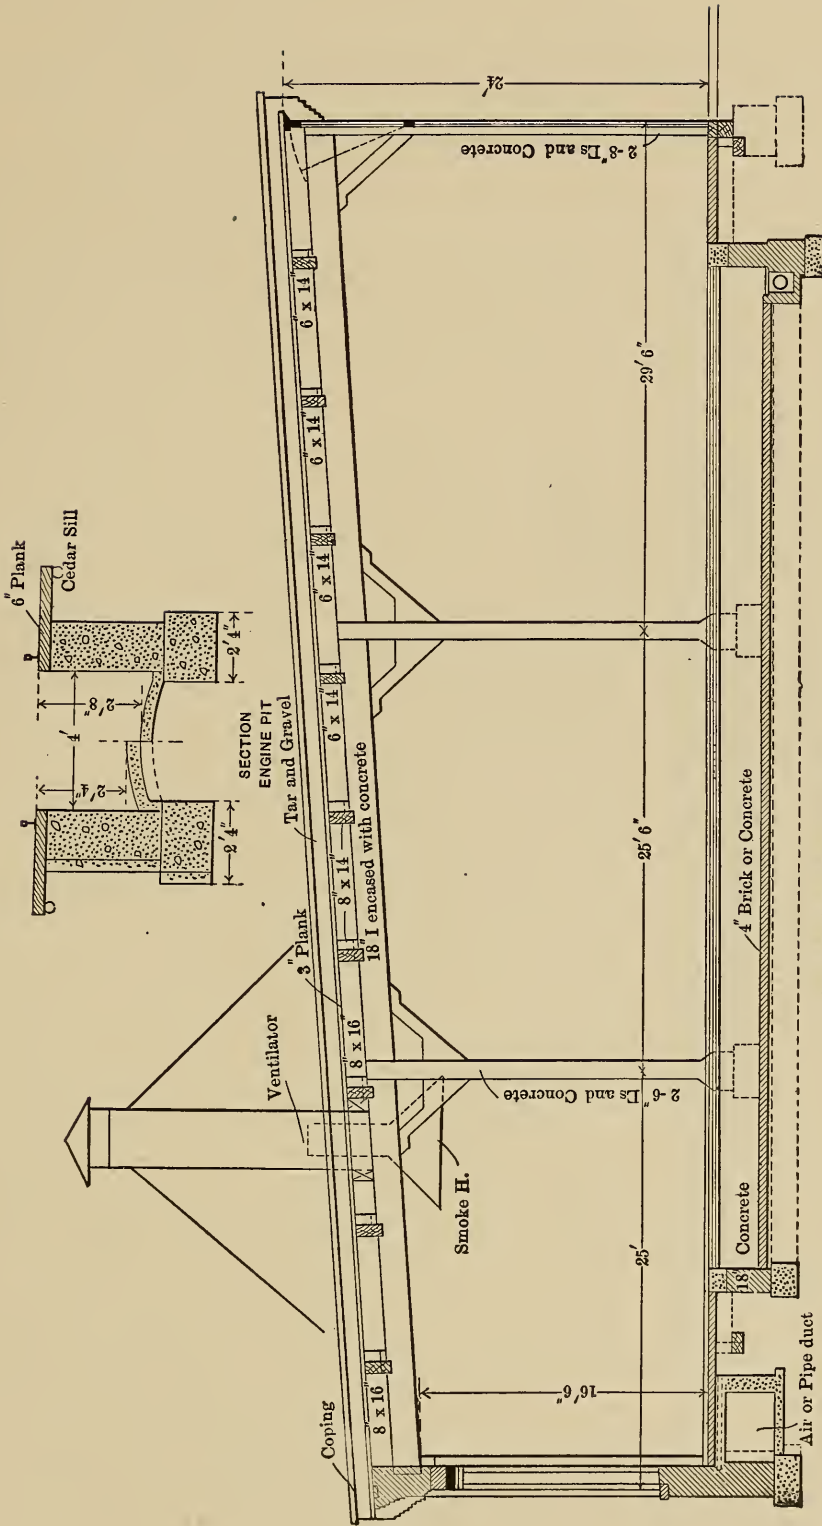 6" Plank
Cedar Sill
2' 8"
4'
2' 4"
2' 4"
2' 4"
SECTION
ENGINE PIT
Tar and Gravel
3" Plank
18" I encased with concrete
Ventilator
Smoke H.
Coping
8 x 16"
8 x 16"
8" x 14"
6" x 14"
6" x 14"
6" x 14"
6" x 14"
24'
2-8" [s and Concrete
2-6" [s and Concrete
29' 6"
25' 6"
25'
16' 6"
4" Brick or Concrete
Concrete
18"
Air or Pipe duct